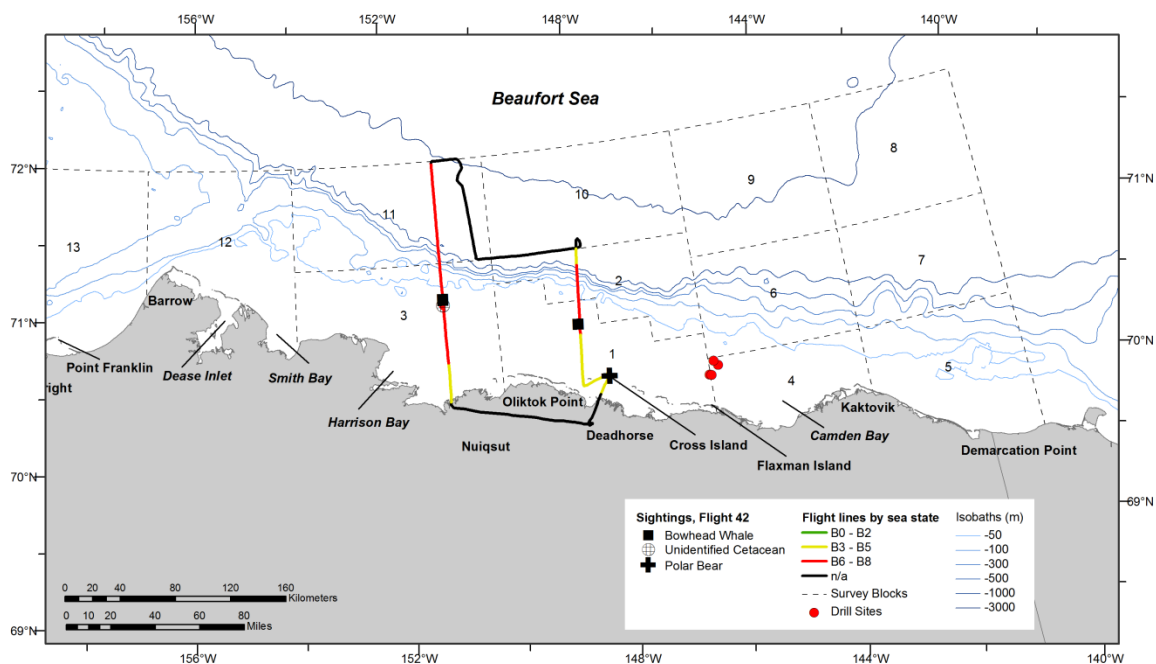 156°W
152°W
148°W
144°W
140°W
Beaufort Sea
8
72°N
71°N
9
10
11
12
13
7
2
6
Barrow
71°N
3
70°N
Point Franklin
1
right
Dease Inlet
Smith Bay
4
5
Oliktok Point
Kaktovik
Harrison Bay
Deadhorse
Camden Bay
Nuiqsut
Cross Island
Demarcation Point
Flaxman Island
70°N
69°N
Sightings, Flight 42
Bowhead Whale
Unidentified Cetacean
Polar Bear
Flight lines by sea state
B0 - B2
B3 - B5
B6 - B8
n/a
Survey Blocks
Drill Sites
Isobaths (m)
-50
-100
-300
-500
-1000
-3000
0 20 40 80 120 160
Kilometers
0 10 20 40 60 80
Miles
69°N
156°W
152°W
148°W
144°W
140°W